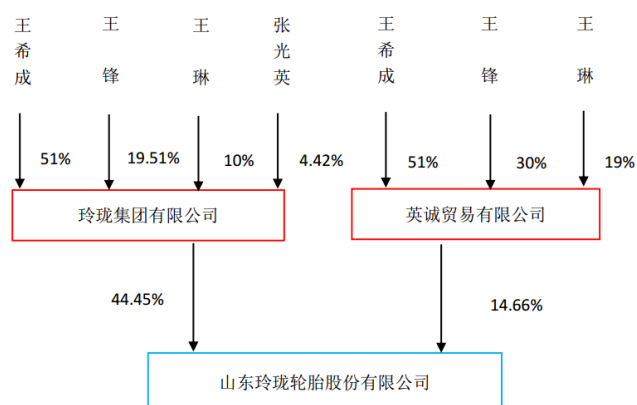 王希成
王锋
王琳
张光英
王希成
王锋
王琳
51%
19.51%
10%
4.42%
51%
30%
19%
玲珑集团有限公司
英诚贸易有限公司
44.45%
14.66%
山东玲珑轮胎股份有限公司